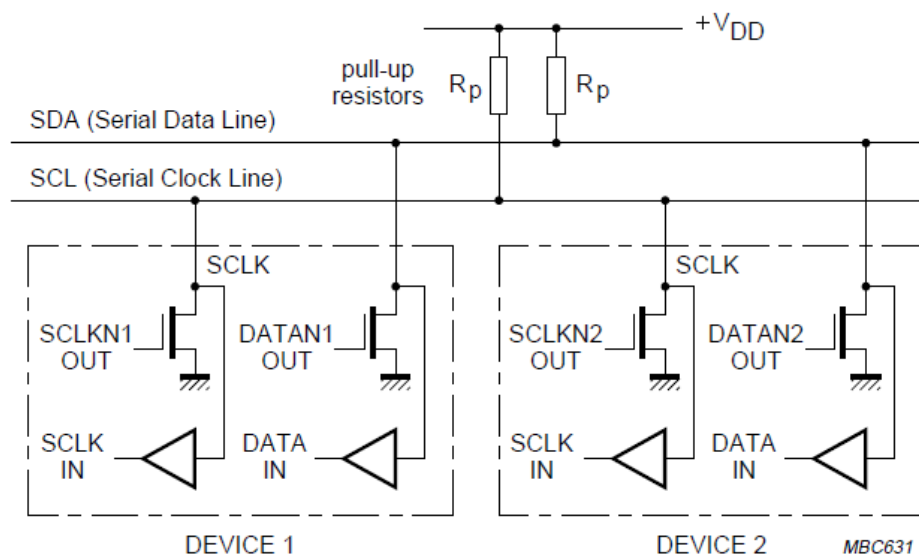 +VDD
pull-up
resistors
Rp
Rp
SDA (Serial Data Line)
SCL (Serial Clock Line)
SCLK
SCLK
SCLKN1
OUT
DATAN1
OUT
SCLKN2
OUT
DATAN2
OUT
SCLK
IN
DATA
IN
SCLK
IN
DATA
IN
DEVICE 1
DEVICE 2
MBC631